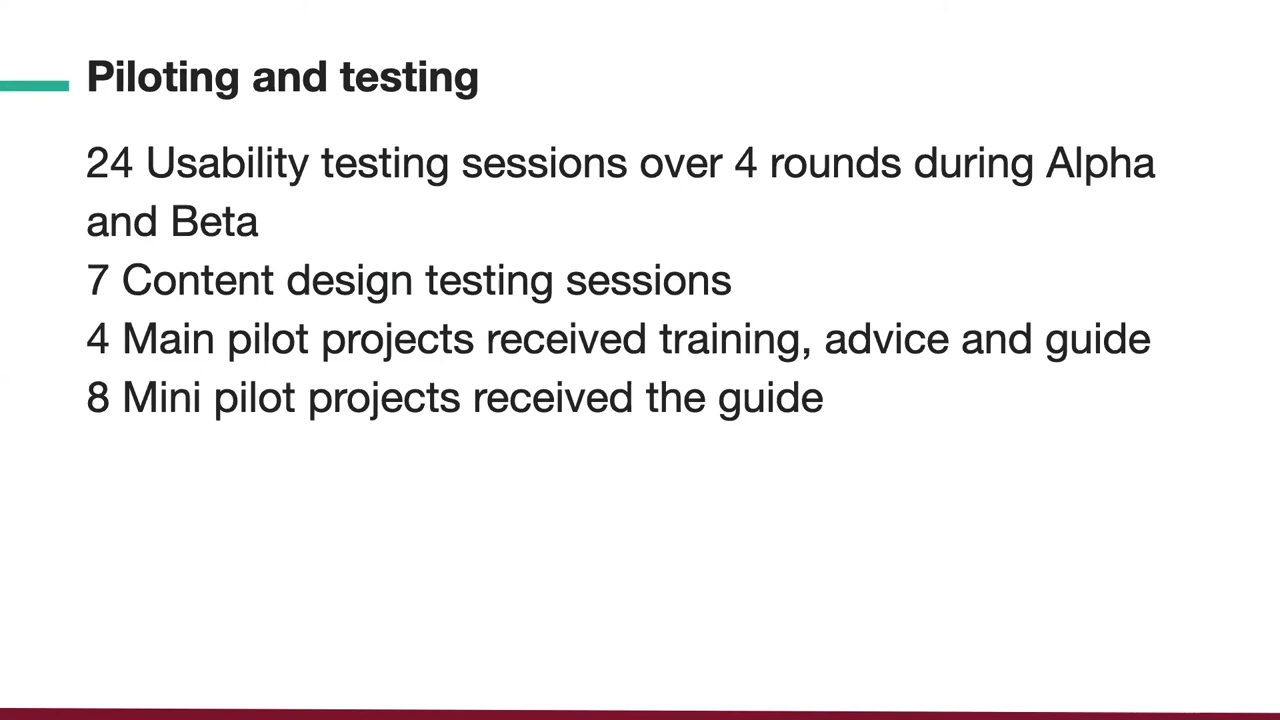 Piloting and testing
24 Usability testing sessions over 4 rounds during Alpha
and Beta
7 Content design testing sessions
4 Main pilot projects received training, advice and guide
8 Mini pilot projects received the guide